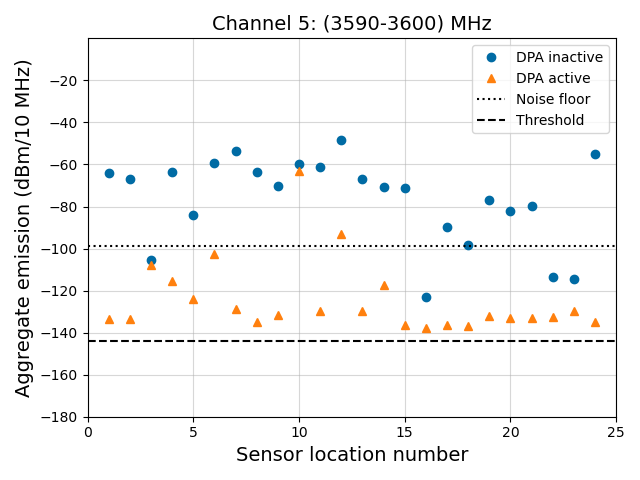 Channel 5: (3590-3600) MHz
DPA inactive
DPA active
Noise floor
Threshold
Aggregate emission (dBm/10 MHz)
−20
−40
−60
−80
−100
−120
−140
−160
−180
0 5 10 15 20 25
Sensor location number